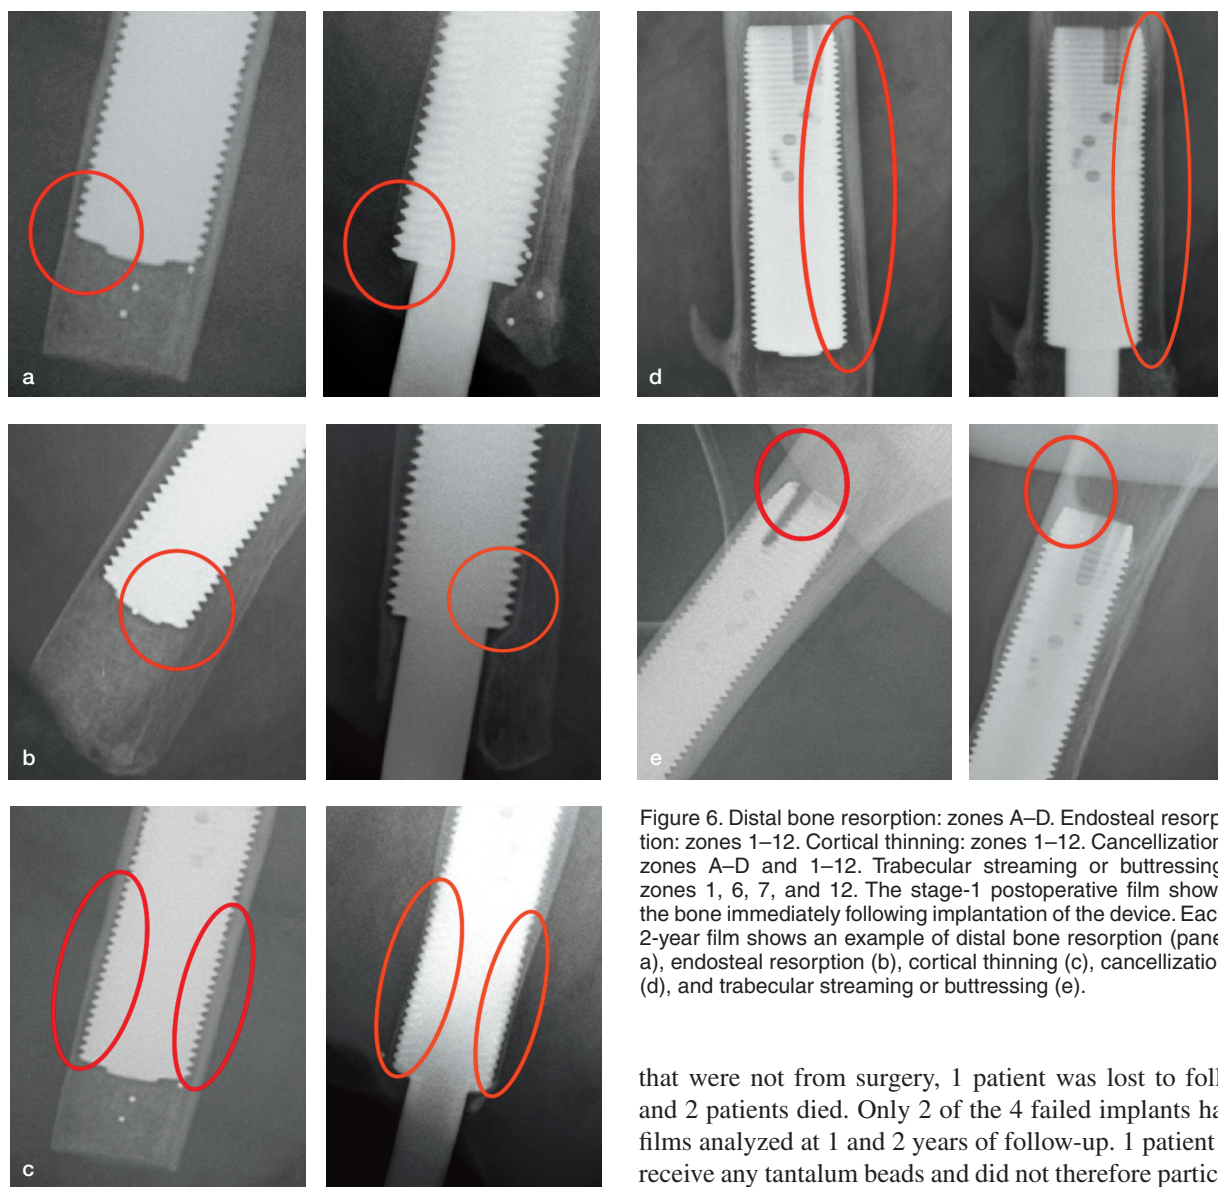 a
b
c
d
e
Figure 6. Distal bone resorption: zones A–D. Endosteal resorp
tion: zones 1–12. Cortical thinning: zones 1–12. Cancellization
zones A–D and 1–12. Trabecular streaming or buttressing
zones 1, 6, 7, and 12. The stage-1 postoperative film show
the bone immediately following implantation of the device. Eac
2-year film shows an example of distal bone resorption (pane
a), endosteal resorption (b), cortical thinning (c), cancellizatio
(d), and trabecular streaming or buttressing (e).
that were not from surgery, 1 patient was lost to foll
and 2 patients died. Only 2 of the 4 failed implants ha
films analyzed at 1 and 2 years of follow-up. 1 patient
receive any tantalum beads and did not therefore partic